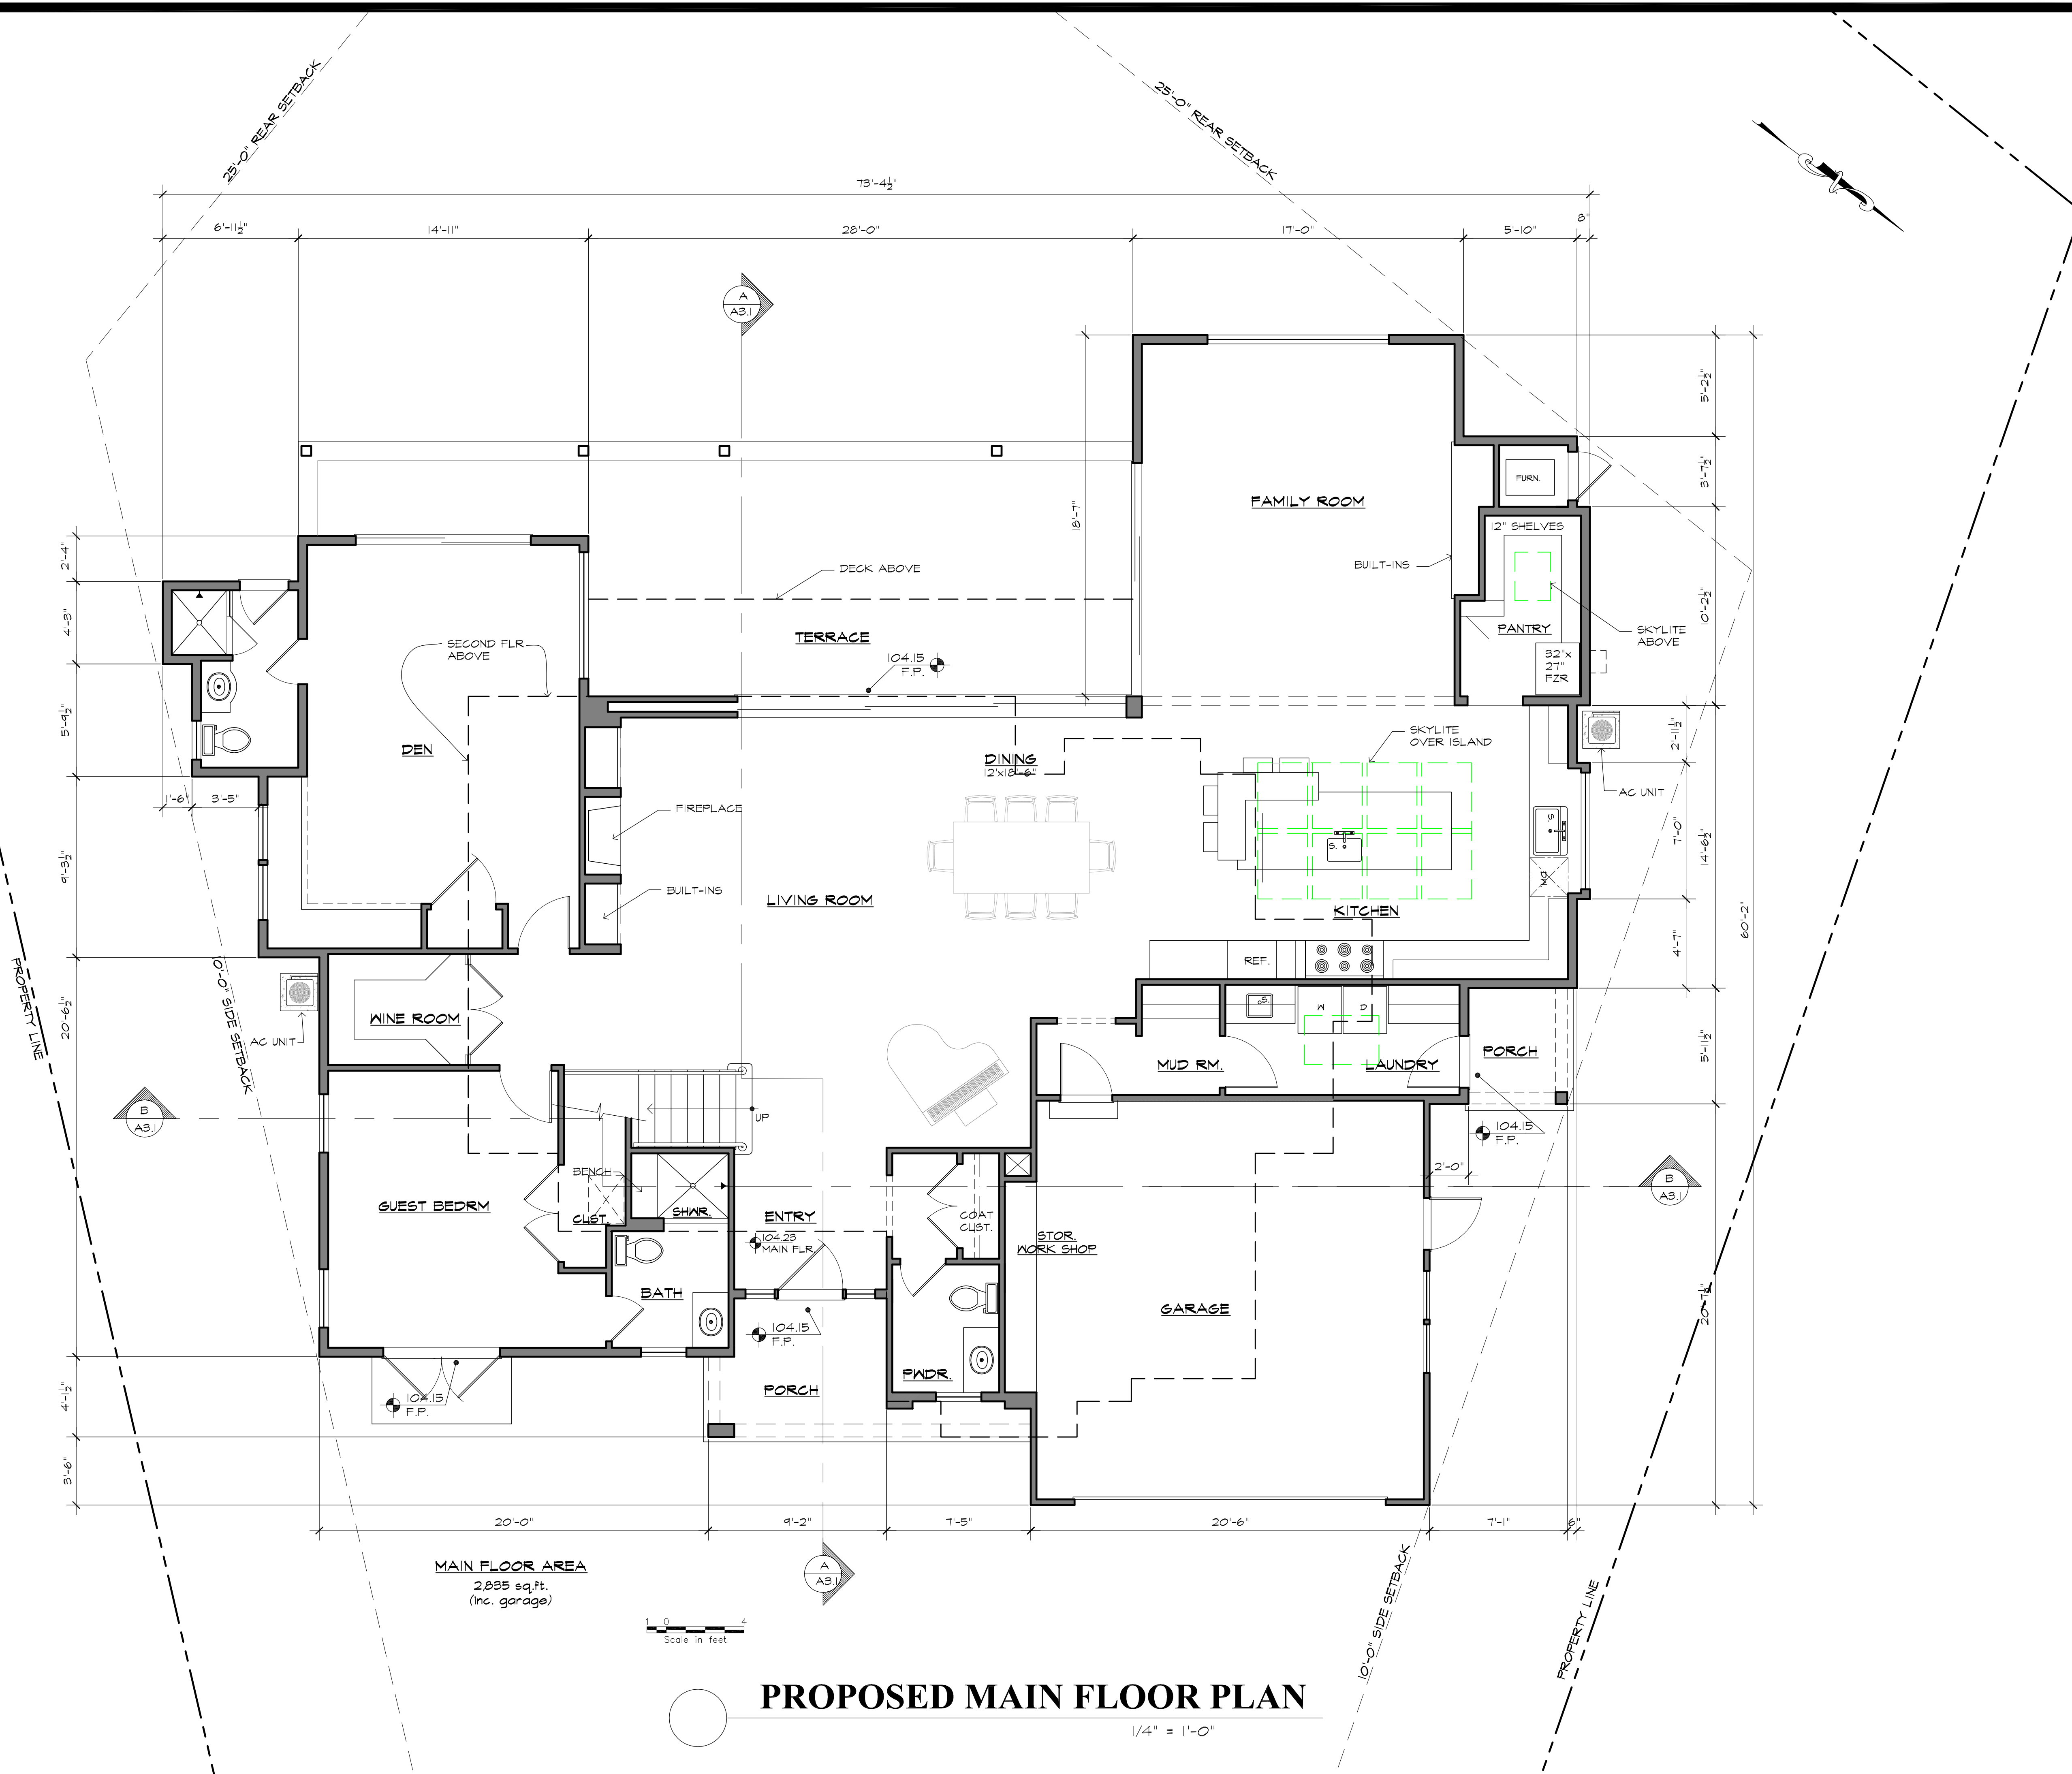 25'-0" REAR SETBACK
25'-0" REAR SETBACK
73'-4½"
6'-11½"
14'-11"
28'-0"
17'-0"
5'-10"
8"
A
A3.1
5'-2½"
3'-7½"
10'-2½"
18'-7"
FAMILY ROOM
FURN.
12" SHELVES
BUILT-INS
DECK ABOVE
2'-4"
4'-3"
5'-9½"
9'-3½"
1'-6"
3'-5"
SECOND FLR
ABOVE
TERRACE
104.15
F.P.
PANTRY
SKYLITE
ABOVE
32"x
27"
FZR
DEN
DINING
12'x18'-6"
SKYLITE
OVER ISLAND
2'-11½"
7'-0"
14'-6½"
4'-7"
60'-2"
AC UNIT
FIREPLACE
BUILT-INS
LIVING ROOM
S.
S.
DW
KITCHEN
REF.
PROPERTY LINE
10'-0" SIDE SETBACK
20'-6½"
WINE ROOM
AC UNIT
S.
W
D
MUD RM.
LAUNDRY
PORCH
5'-11½"
104.15
F.P.
2'-0"
B
A3.1
UP
BENCH
GUEST BEDRM
CLST.
SHWR.
ENTRY
104.23
MAIN FLR.
COAT
CLST.
STOR.
WORK SHOP
B
A3.1
BATH
GARAGE
20'-7½"
104.15
F.P.
PWDR.
PORCH
104.15
F.P.
4'-1½"
3'-6"
20'-0"
9'-2"
7'-5"
20'-6"
7'-1"
6"
A
A3.1
MAIN FLOOR AREA
2,835 sq.ft.
(inc. garage)
1 0 4
Scale in feet
10'-0" SIDE SETBACK
PROPERTY LINE
PROPOSED MAIN FLOOR PLAN
1/4" = 1'-0"